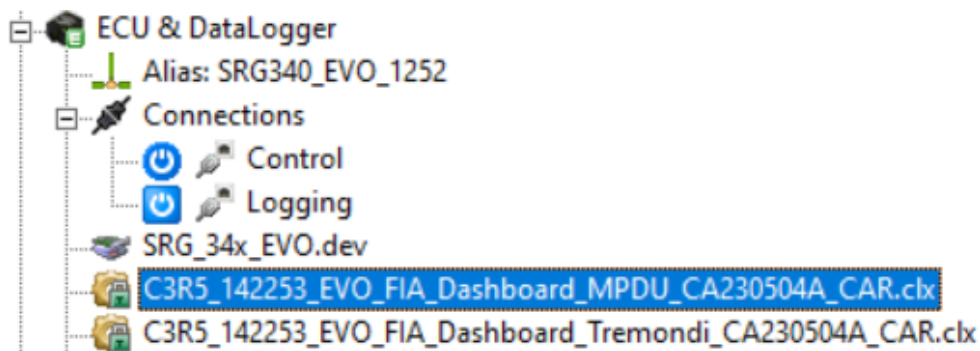 ECU & DataLogger
Alias: SRG340_EVO_1252
Connections
Control
Logging
SRG_34x_EVO.dev
C3R5_142253_EVO_FIA_Dashboard_MPDU_CA230504A_CAR.clx
C3R5_142253_EVO_FIA_Dashboard_Tremondi_CA230504A_CAR.clx